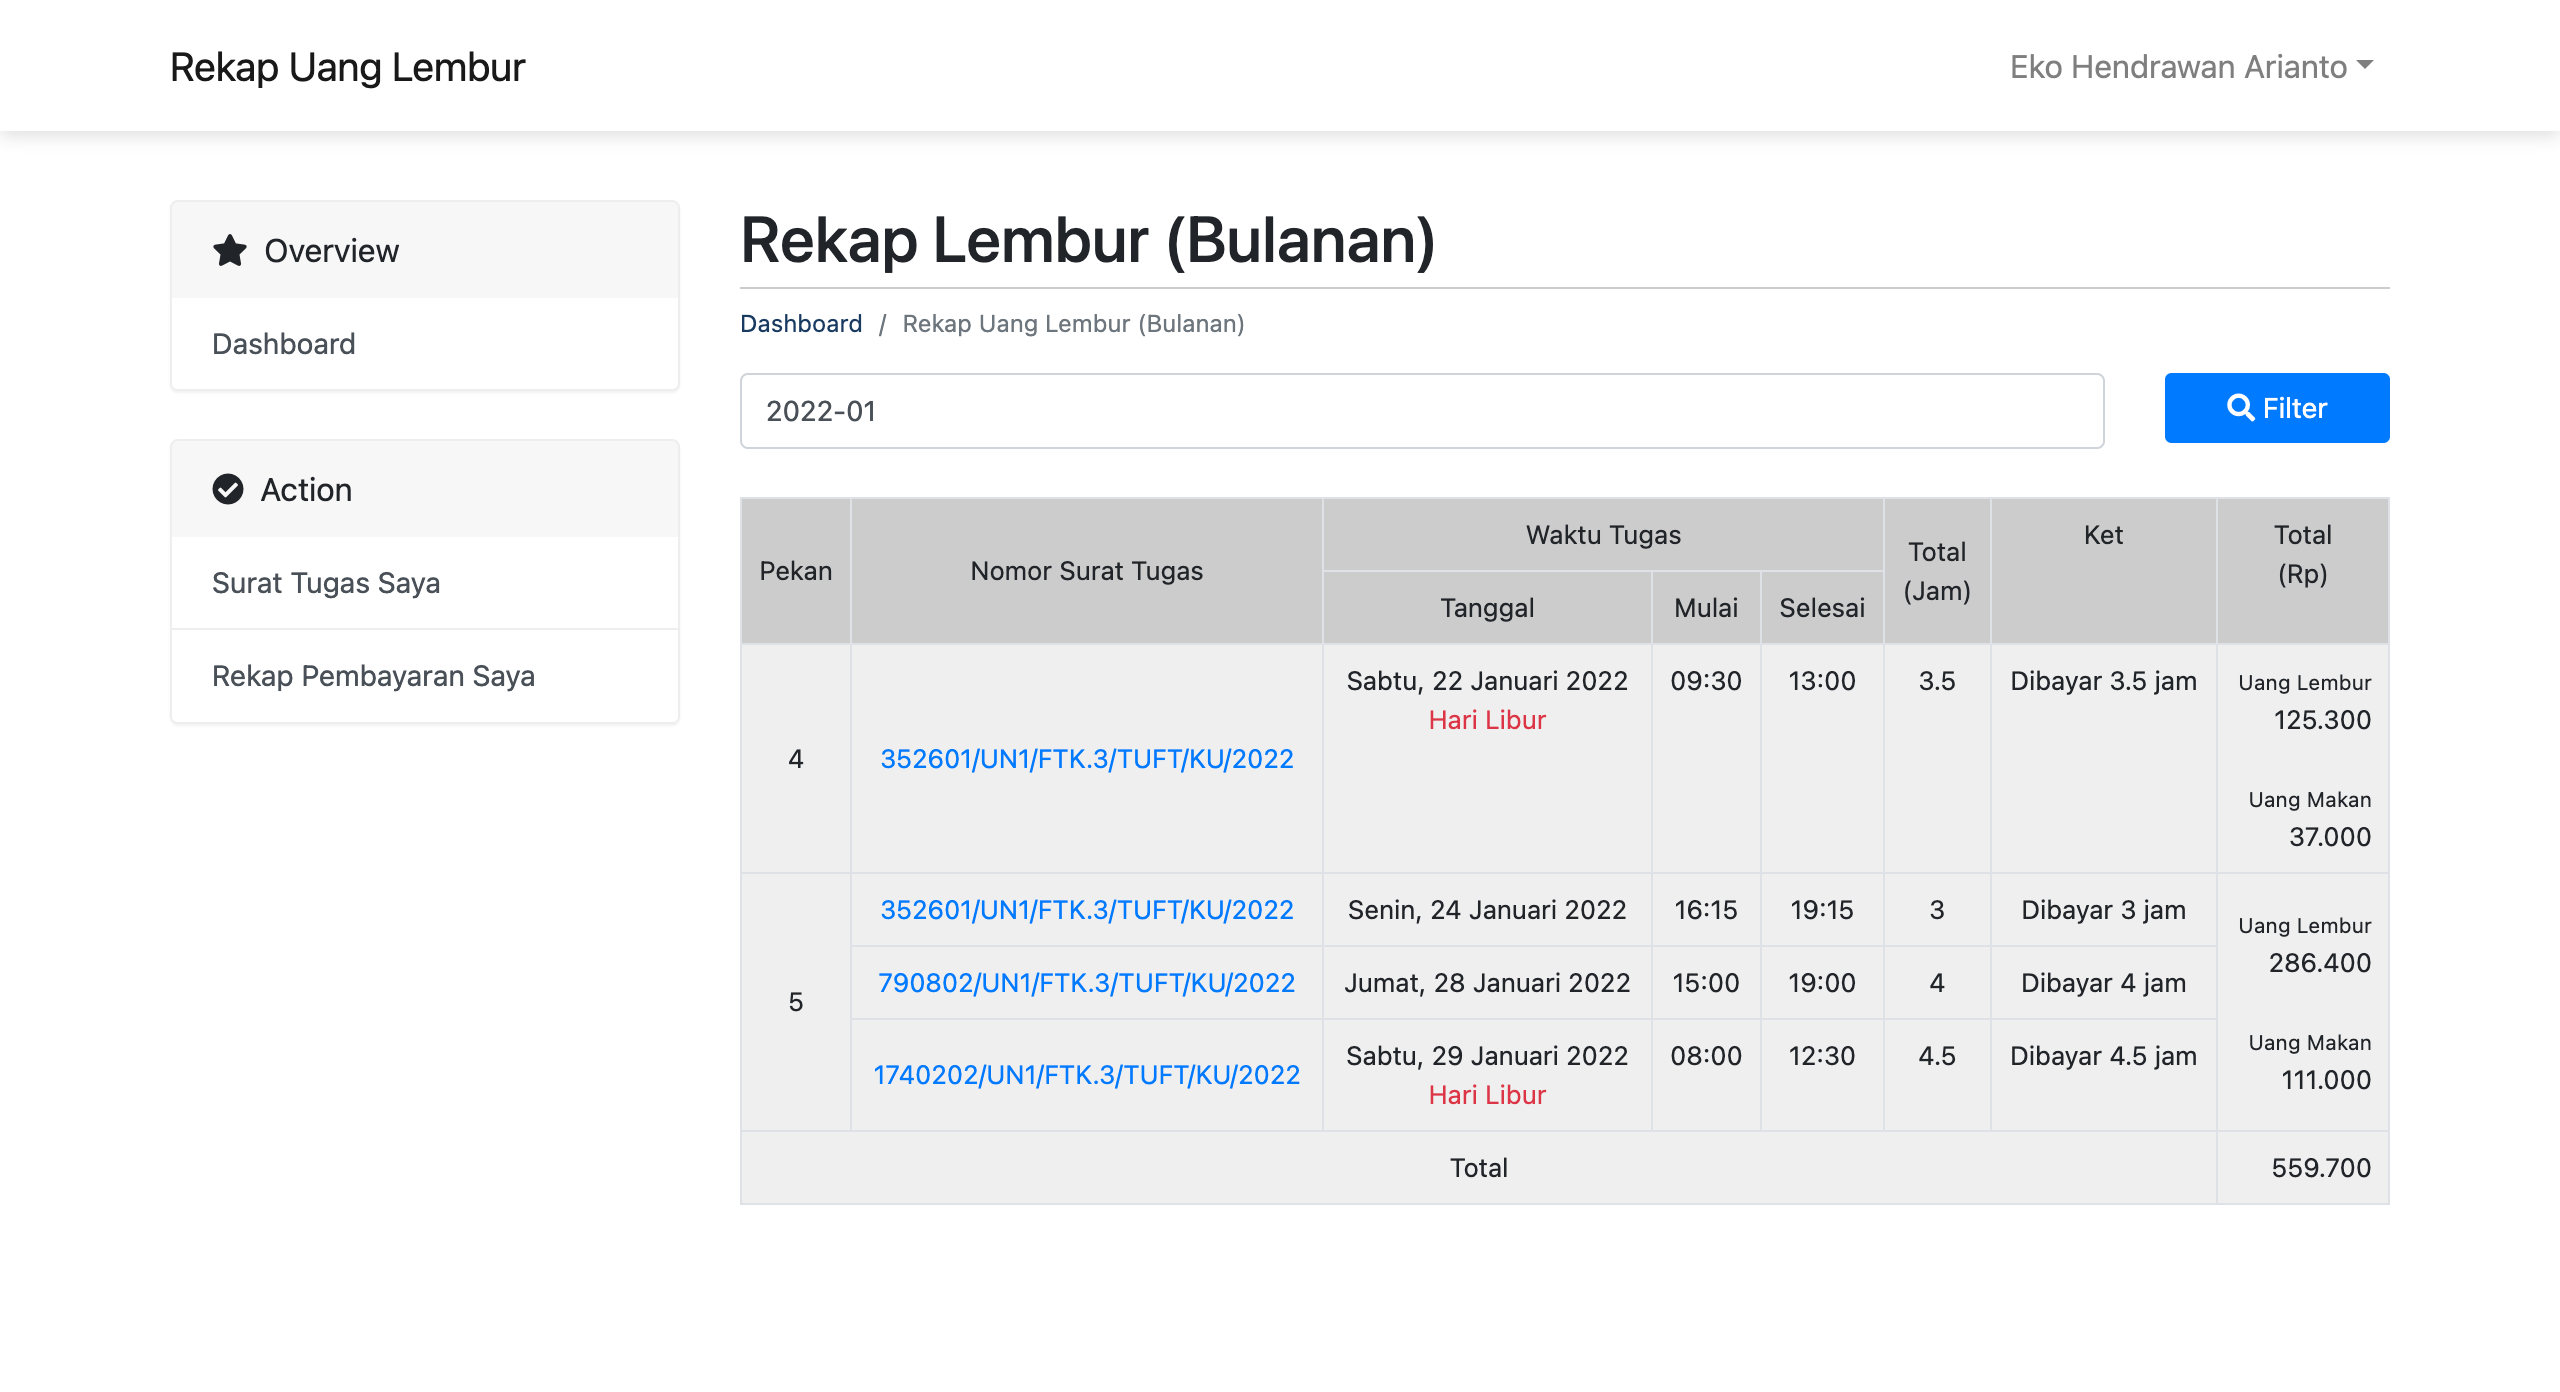 Rekap Uang Lembur
Eko Hendrawan Arianto
Overview
Dashboard
Action
Surat Tugas Saya
Rekap Pembayaran Saya
Rekap Lembur (Bulanan)
Dashboard / Rekap Uang Lembur (Bulanan)
2022-01
Filter
Pekan
Nomor Surat Tugas
Waktu Tugas
Tanggal
Mulai
Selesai
Total
(Jam)
Ket
Total
(Rp)
4
352601/UN1/FTK.3/TUFT/KU/2022
Sabtu, 22 Januari 2022
Hari Libur
09:30
13:00
3.5
Dibayar 3.5 jam
Uang Lembur
125.300
Uang Makan
37.000
5
352601/UN1/FTK.3/TUFT/KU/2022
Senin, 24 Januari 2022
16:15
19:15
3
Dibayar 3 jam
790802/UN1/FTK.3/TUFT/KU/2022
Jumat, 28 Januari 2022
15:00
19:00
4
Dibayar 4 jam
1740202/UN1/FTK.3/TUFT/KU/2022
Sabtu, 29 Januari 2022
Hari Libur
08:00
12:30
4.5
Dibayar 4.5 jam
Uang Lembur
286.400
Uang Makan
111.000
Total
559.700